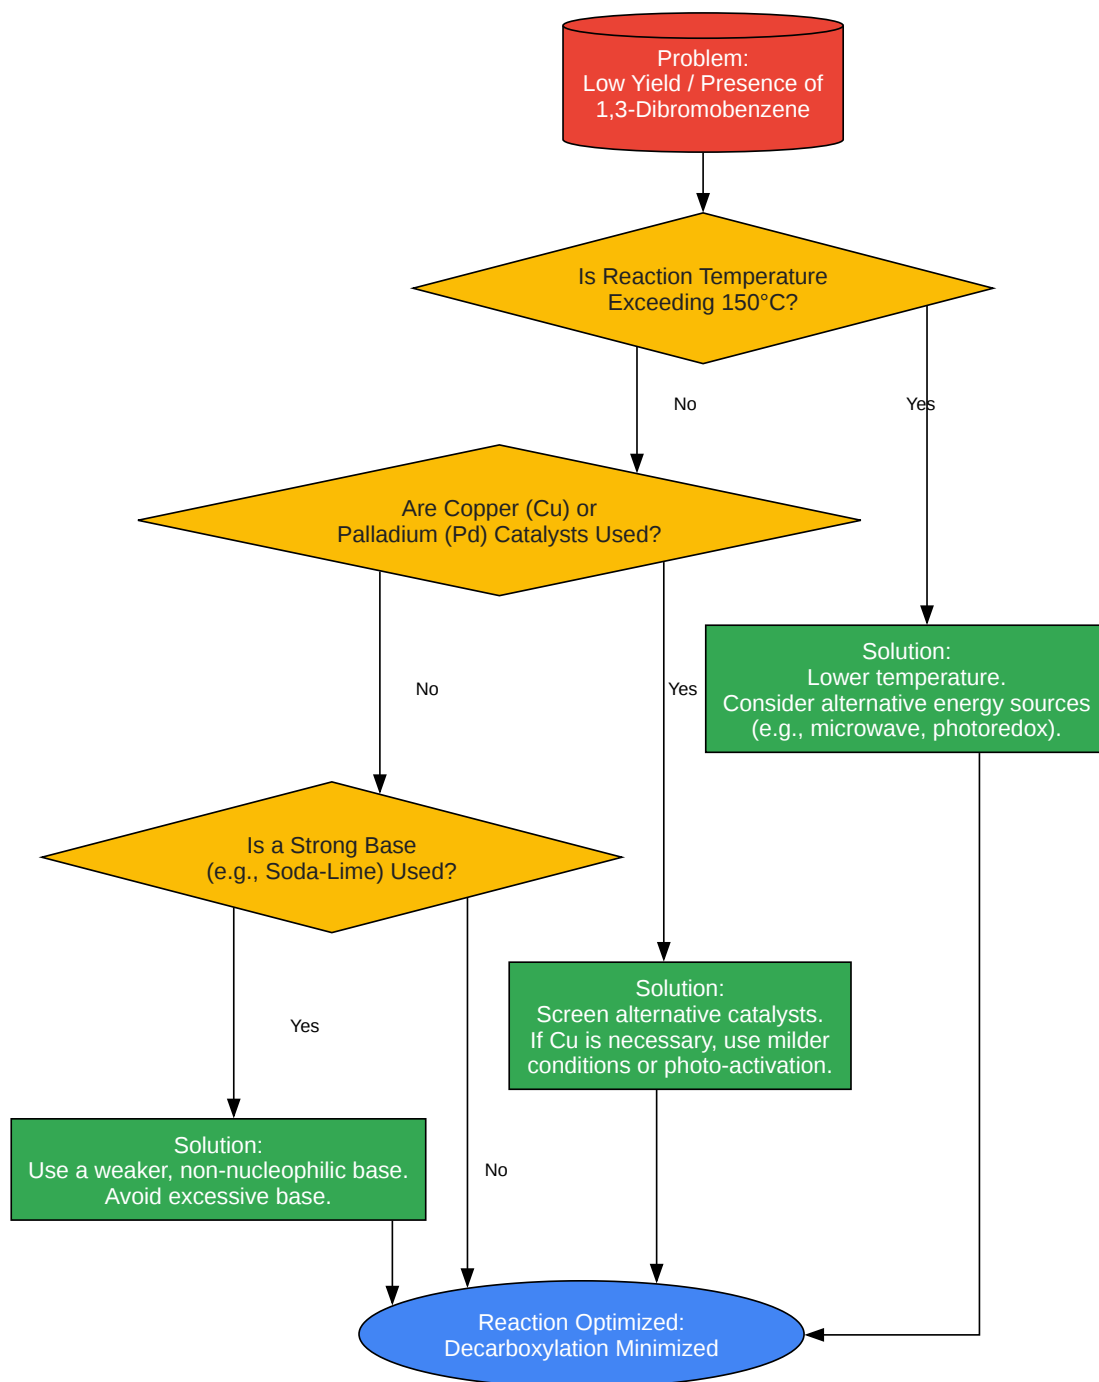 Problem:
Low Yield / Presence of
1,3-Dibromobenzene
Is Reaction Temperature
Exceeding 150°C?
No
Yes
Are Copper (Cu) or
Palladium (Pd) Catalysts Used?
No
Yes
Solution:
Lower temperature.
Consider alternative energy sources
(e.g., microwave, photoredox).
Is a Strong Base
(e.g., Soda-Lime) Used?
Yes
No
Solution:
Screen alternative catalysts.
If Cu is necessary, use milder
conditions or photo-activation.
Solution:
Use a weaker, non-nucleophilic base.
Avoid excessive base.
Reaction Optimized:
Decarboxylation Minimized